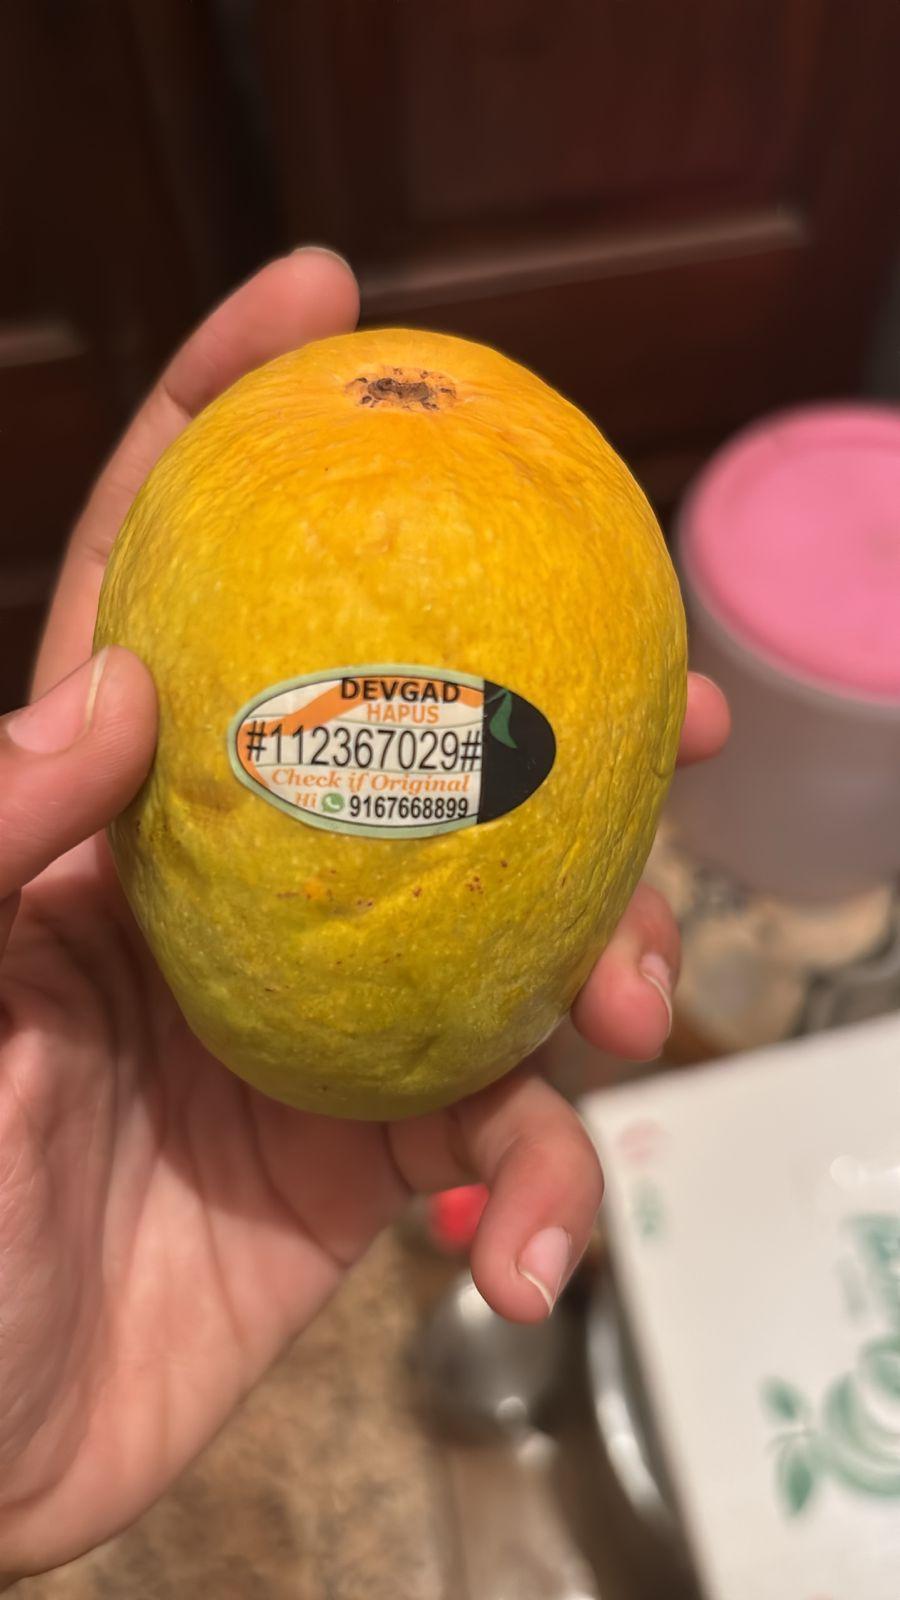 DEVGAD
HAPUS
#112367029#
Check if Original
Hi 9167668899